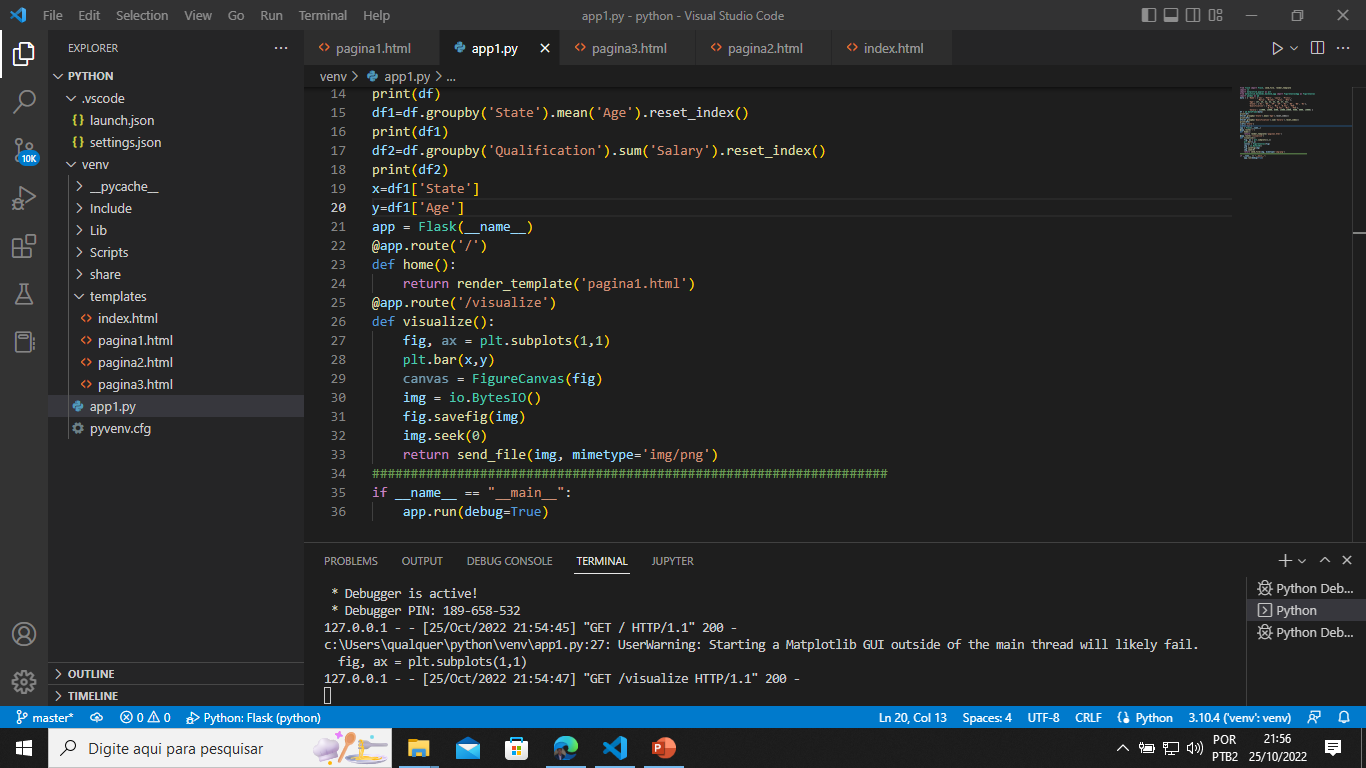 File Edit Selection View Go Run Terminal Help app1.py - python - Visual Studio Code
EXPLORER
PYTHON
.vscode
launch.json
settings.json
venv
__pycache__
Include
Lib
Scripts
share
templates
index.html
pagina1.html
pagina2.html
pagina3.html
app1.py
pyvenv.cfg
OUTLINE
TIMELINE
10K
pagina1.html app1.py pagina3.html pagina2.html index.html
venv > app1.py > ...
14 print(df)
15 df1=df.groupby('State').mean('Age').reset_index()
16 print(df1)
17 df2=df.groupby('Qualification').sum('Salary').reset_index()
18 print(df2)
19 x=df1['State']
20 y=df1['Age']
21 app = Flask(__name__)
22 @app.route('/')
23 def home():
24     return render_template('pagina1.html')
25 @app.route('/visualize')
26 def visualize():
27     fig, ax = plt.subplots(1,1)
28     plt.bar(x,y)
29     canvas = FigureCanvas(fig)
30     img = io.BytesIO()
31     fig.savefig(img)
32     img.seek(0)
33     return send_file(img, mimetype='img/png')
34 ###################################################################
35 if __name__ == "__main__":
36     app.run(debug=True)
PROBLEMS OUTPUT DEBUG CONSOLE TERMINAL JUPYTER
* Debugger is active!
* Debugger PIN: 189-658-532
127.0.0.1 - - [25/Oct/2022 21:54:45] "GET / HTTP/1.1" 200 -
c:\Users\qualquer\python\venv\app1.py:27: UserWarning: Starting a Matplotlib GUI outside of the main thread will likely fail.
  fig, ax = plt.subplots(1,1)
127.0.0.1 - - [25/Oct/2022 21:54:47] "GET /visualize HTTP/1.1" 200 -
Python Deb...
Python
Python Deb...
master* 0 0 Python: Flask (python) Ln 20, Col 13 Spaces: 4 UTF-8 CRLF Python 3.10.4 ('venv': venv)
Digite aqui para pesquisar
POR
PTB2
21:56
25/10/2022